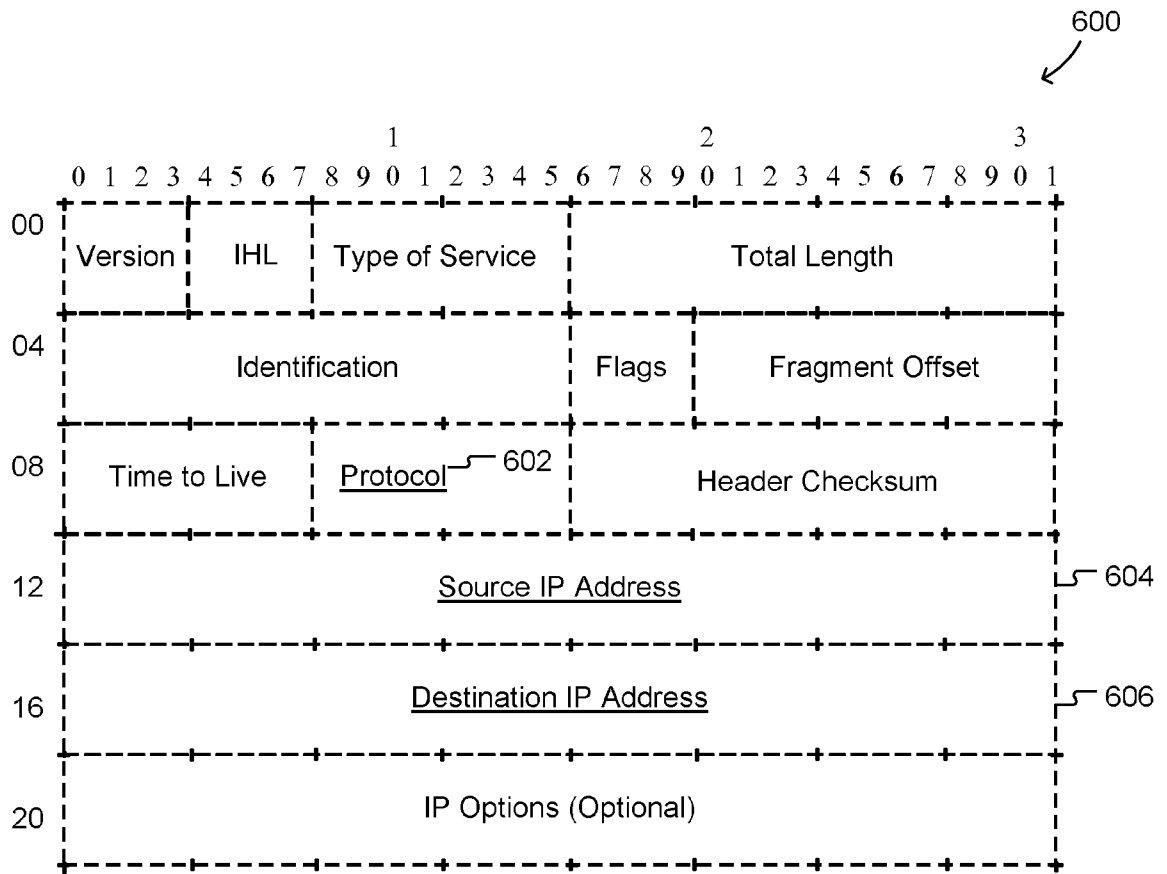 600
1 2 3
0 1 2 3 4 5 6 7 8 9 0 1 2 3 4 5 6 7 8 9 0 1 2 3 4 5 6 7 8 9 0 1
00 Version IHL Type of Service Total Length
04 Identification Flags Fragment Offset
08 Time to Live Protocol 602 Header Checksum
12 Source IP Address 604
16 Destination IP Address 606
20 IP Options (Optional)